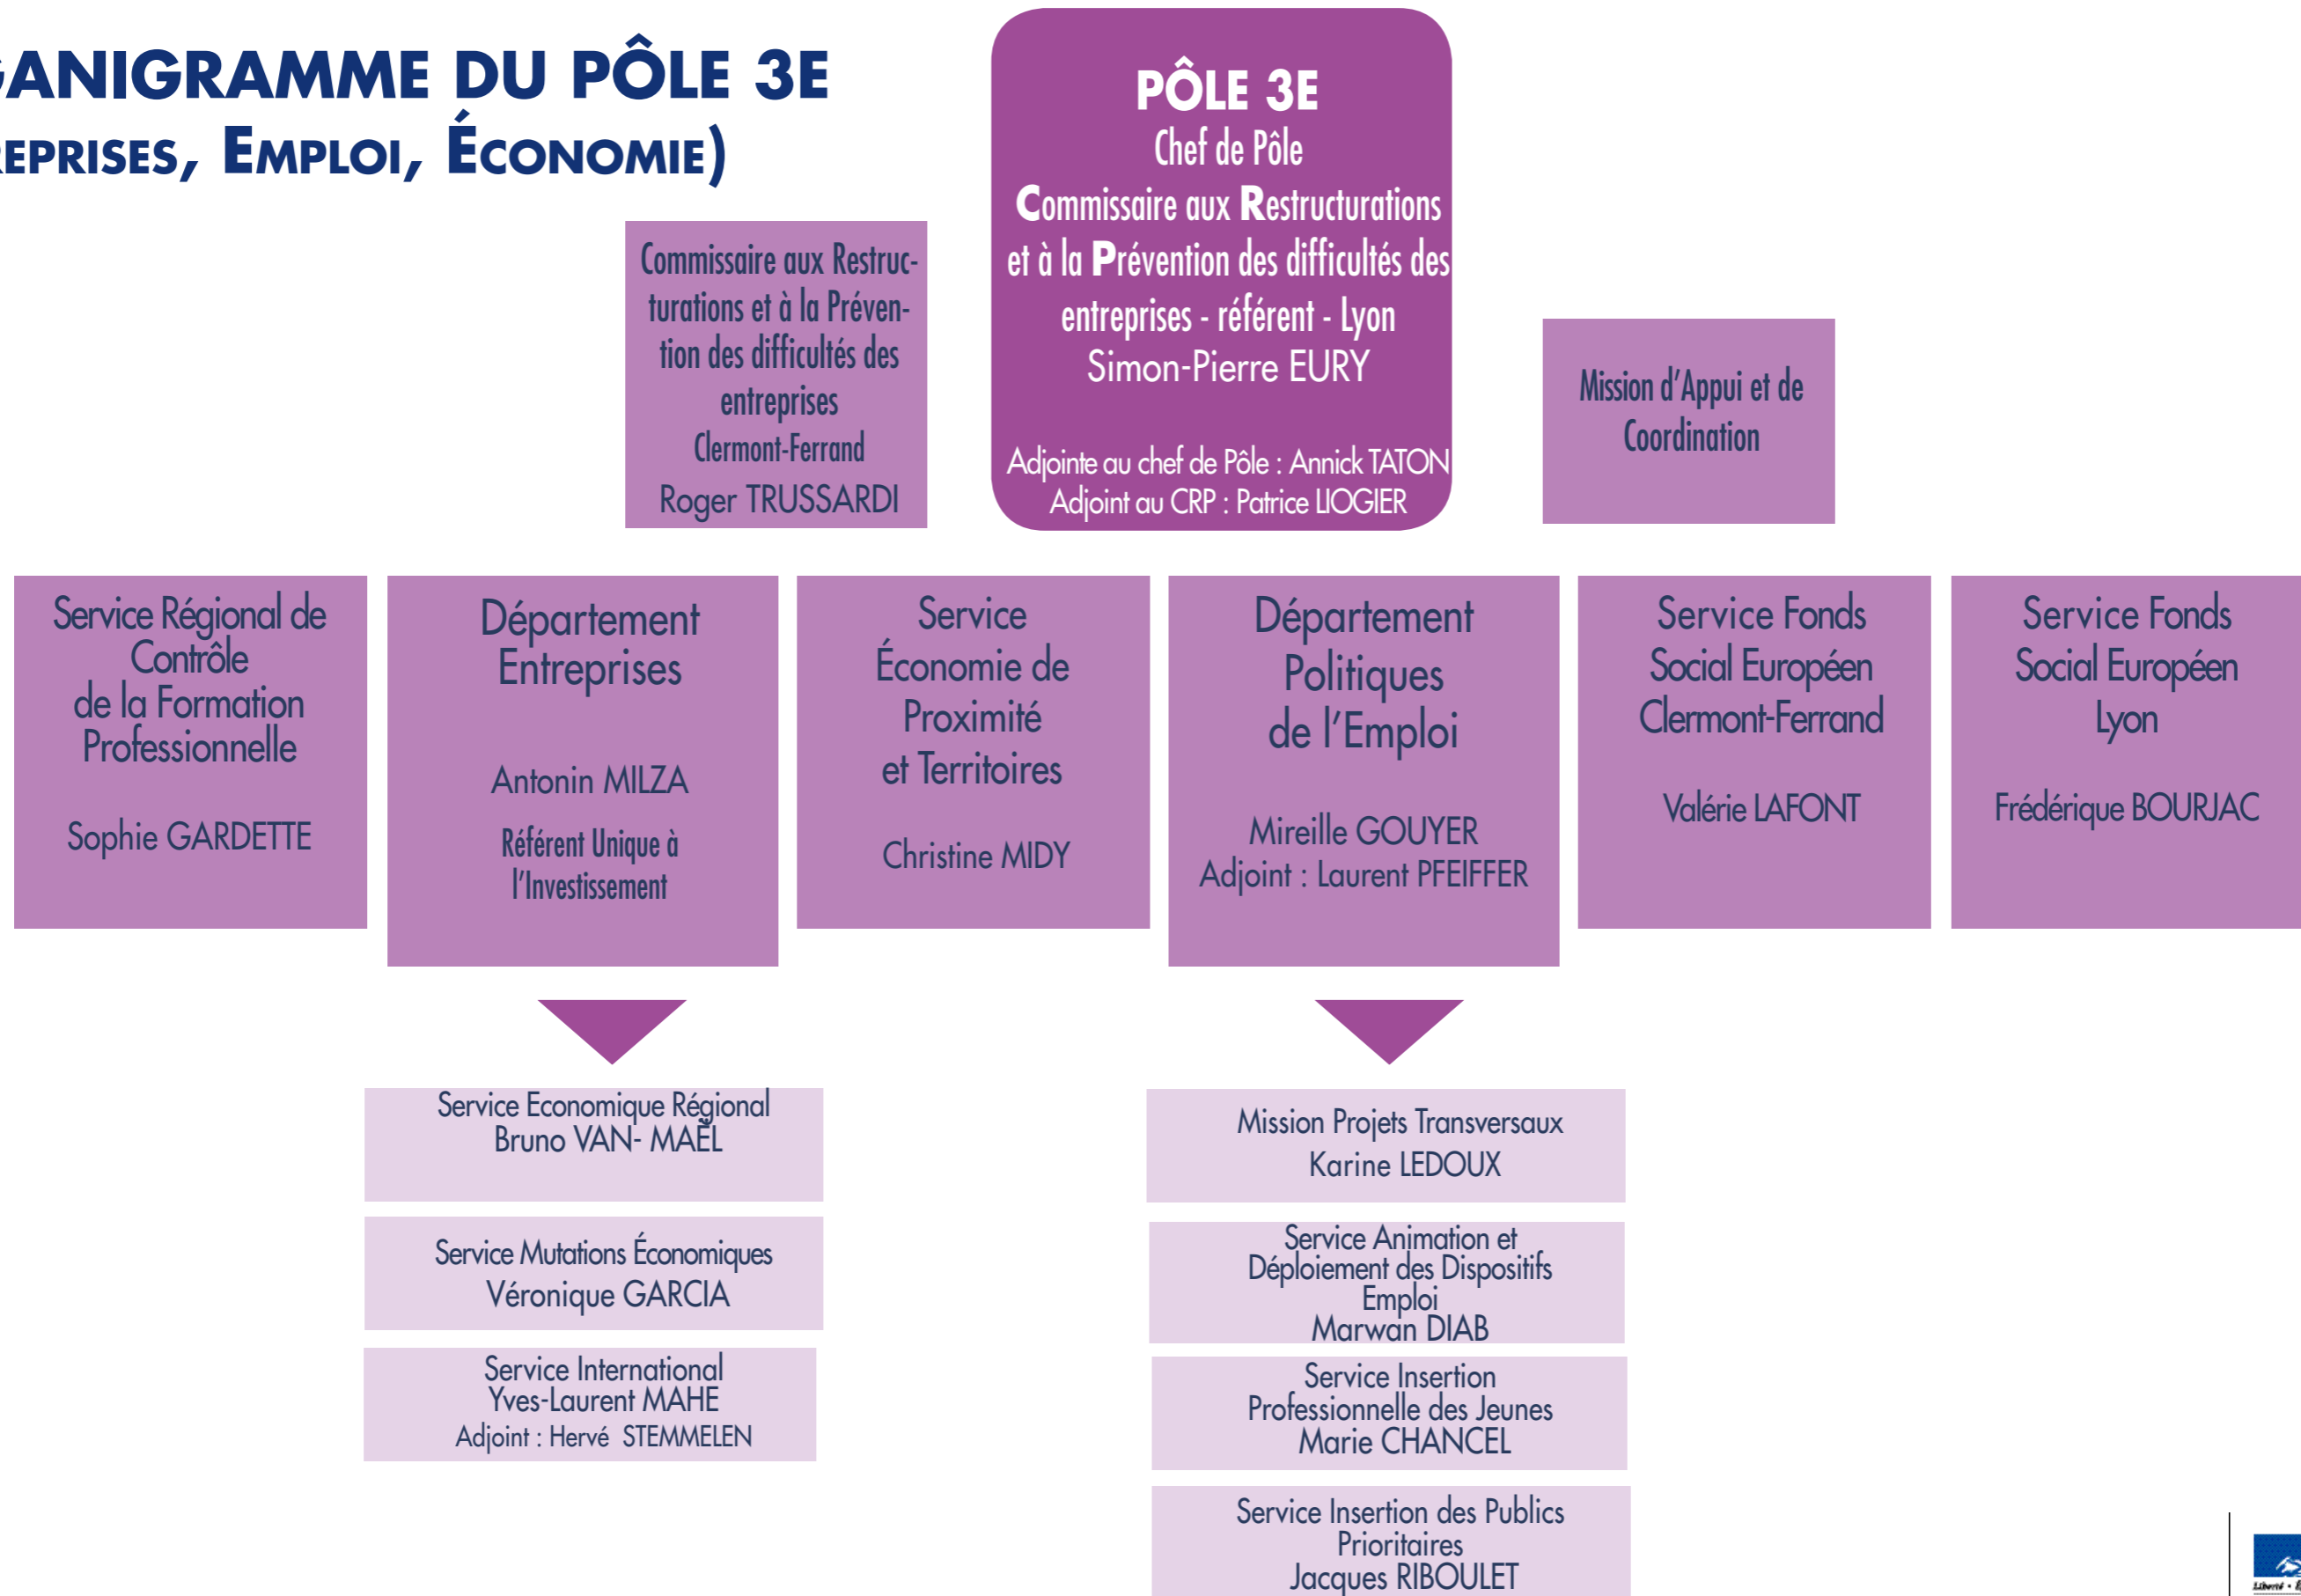 GANIGRAMME DU PÔLE 3E
REPRISES, EMPLOI, ÉCONOMIE)
PÔLE 3E
Chef de Pôle
Commissaire aux Restructurations
et à la Prévention des difficultés des
entreprises - référent - Lyon
Simon-Pierre EURY
Adjointe au chef de Pôle : Annick TATON
Adjoint au CRP : Patrice LIOGIER
Commissaire aux Restruc-
turations et à la Préven-
tion des difficultés des
entreprises
Clermont-Ferrand
Roger TRUSSARDI
Mission d'Appui et de
Coordination
Service Régional de
Contrôle
de la Formation
Professionnelle
Sophie GARDETTE
Département
Entreprises
Antonin MILZA
Référent Unique à
l'Investissement
Service
Économie de
Proximité
et Territoires
Christine MIDY
Département
Politiques
de l'Emploi
Mireille GOUYER
Adjoint : Laurent PFEIFFER
Service Fonds
Social Européen
Clermont-Ferrand
Valérie LAFONT
Service Fonds
Social Européen
Lyon
Frédérique BOURJAC
Service Economique Régional
Bruno VAN- MAËL
Service Mutations Économiques
Véronique GARCIA
Service International
Yves-Laurent MAHE
Adjoint : Hervé STEMMELEN
Mission Projets Transversaux
Karine LEDOUX
Service Animation et
Déploiement des Dispositifs
Emploi
Marwan DIAB
Service Insertion
Professionnelle des Jeunes
Marie CHANCEL
Service Insertion des Publics
Prioritaires
Jacques RIBOULET
Liberté •